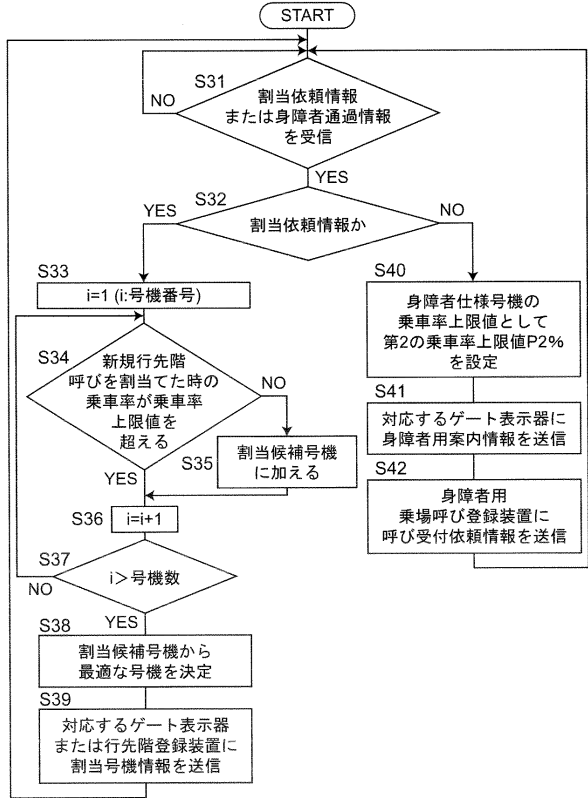 START
S31
割当依頼情報
または身障者通過情報
を受信
NO
YES
S32
割当依頼情報か
YES
NO
S33
i=1 (i:号機番号)
S34
新規行先階
呼びを割当てた時の
乗車率が乗車率
上限値を
超える
NO
YES
S35
割当候補号機
に加える
S36
i=i+1
S37
i＞号機数
NO
YES
S38
割当候補号機から
最適な号機を決定
S39
対応するゲート表示器
または行先階登録装置に
割当号機情報を送信
S40
身障者仕様号機の
乗車率上限値として
第2の乗車率上限値P2%
を設定
S41
対応するゲート表示器に
身障者用案内情報を送信
S42
身障者用
乗場呼び登録装置に
呼び受付依頼情報を送信